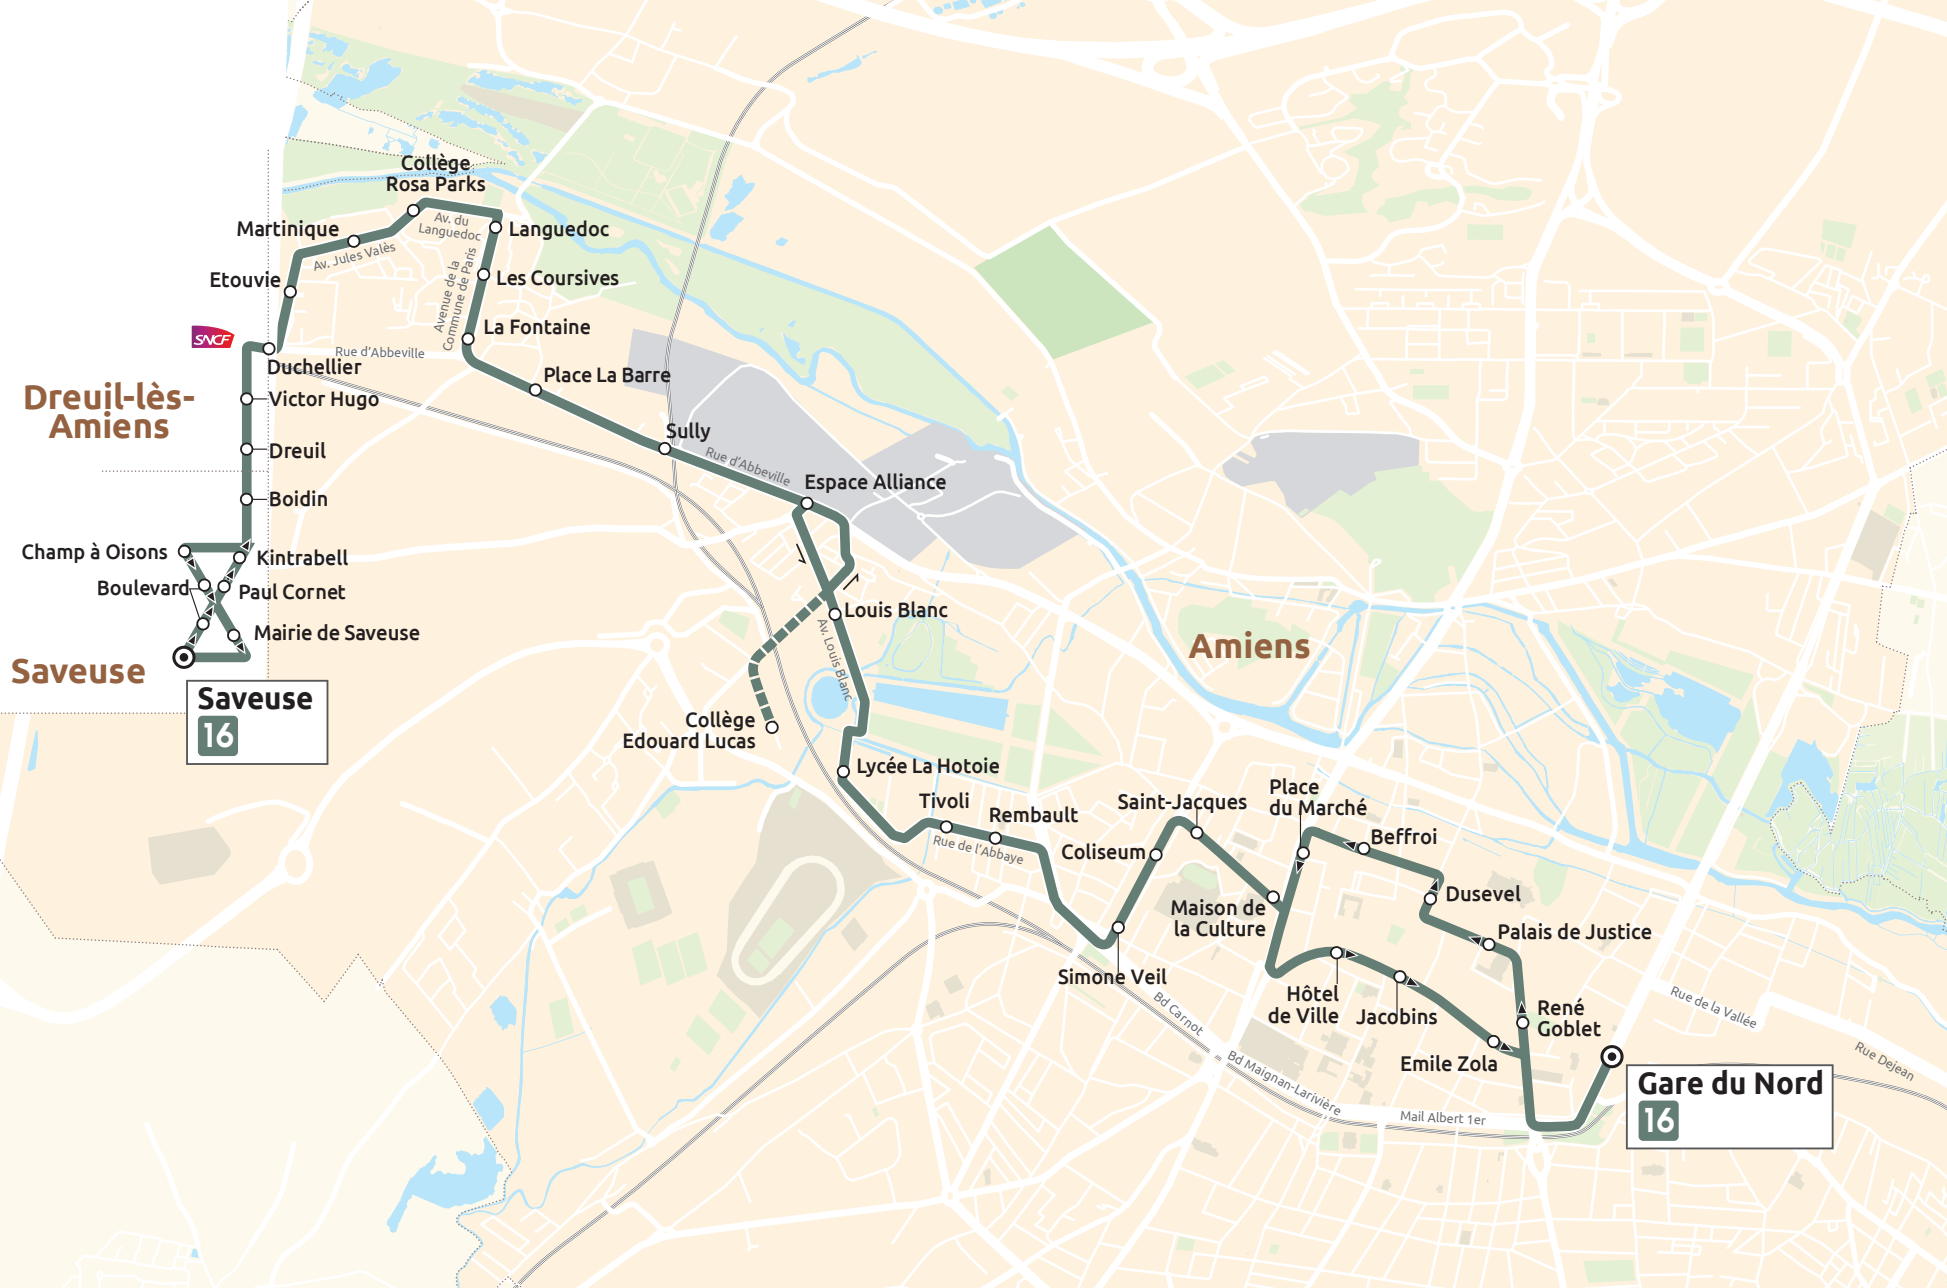 Collège
Rosa Parks
Av. du
Languedoc
Martinique
Av. Jules Valès
Languedoc
Etouvie
Avenue de la
Commune de Paris
Les Coursives
SNCF
La Fontaine
Rue d'Abbeville
Duchellier
Place La Barre
Dreuil-lès-
Amiens
Victor Hugo
Sully
Dreuil
Rue d'Abbeville
Espace Alliance
Boidin
Champ à Oisons
Kintrabell
Boulevard
Paul Cornet
Louis Blanc
Mairie de Saveuse
Av. Louis Blanc
Amiens
Saveuse
Saveuse
16
Collège
Edouard Lucas
Lycée La Hotoie
Tivoli
Rembault
Rue de l'Abbaye
Saint-Jacques
Place
du Marché
Coliseum
Beffroi
Dusevel
Maison de
la Culture
Palais de Justice
Simone Veil
Hôtel
de Ville
Jacobins
René
Goblet
Bd Carnot
Rue de la Vallée
Emile Zola
Bd Maignan-Larivière
Rue Dejean
Mail Albert 1er
Gare du Nord
16